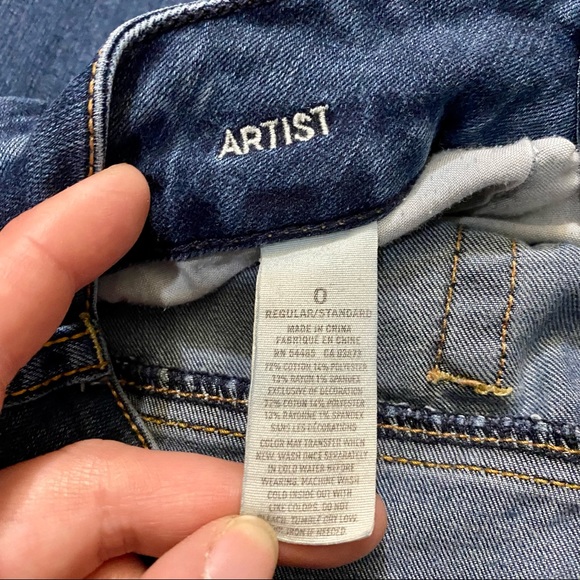 ARTIST
0
REGULAR/STANDARD
MADE IN CHINA
FABRIQUÉ EN CHINE
RN 54485 CA 03873
72% COTTON 14% POLYESTER
13% RAYON 1% SPANDEX
EXCLUSIVE OF DECORATION
72% COTON 14% POLYESTER
13% RAYONNE 1% SPANDEX
SANS LES DÉCORATIONS
COLOR MAY TRANSFER WHEN
NEW. WASH ONCE SEPARATELY
IN COLD WATER BEFORE
WEARING. MACHINE WASH
COLD INSIDE OUT WITH
LIKE COLORS. DO NOT
BLEACH. TUMBLE DRY LOW
IRON IF NEEDED